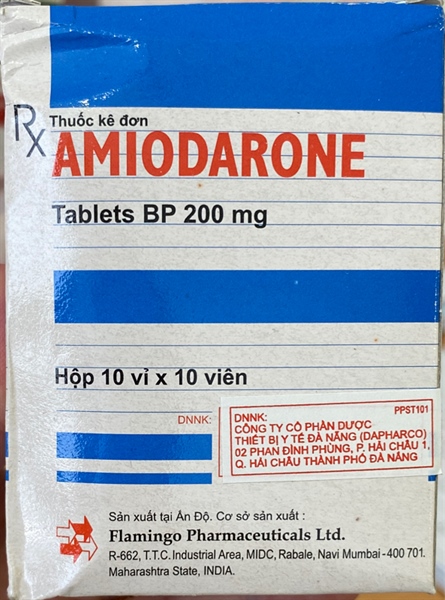 Rx Thuốc kê đơn
AMIODARONE
Tablets BP 200 mg
Hộp 10 vỉ x 10 viên
PPST101
DNNK: DNNK:
CÔNG TY CỔ PHẦN DƯỢC
THIẾT BỊ Y TẾ ĐÀ NẴNG (DAPHARCO)
02 PHAN ĐÌNH PHÙNG, P. HẢI CHÂU 1,
Q. HẢI CHÂU THÀNH PHỐ ĐÀ NẴNG
Sản xuất tại Ấn Độ. Cơ sở sản xuất :
Flamingo Pharmaceuticals Ltd.
R-662, T.T.C. Industrial Area, MIDC, Rabale, Navi Mumbai - 400 701.
Maharashtra State, INDIA.